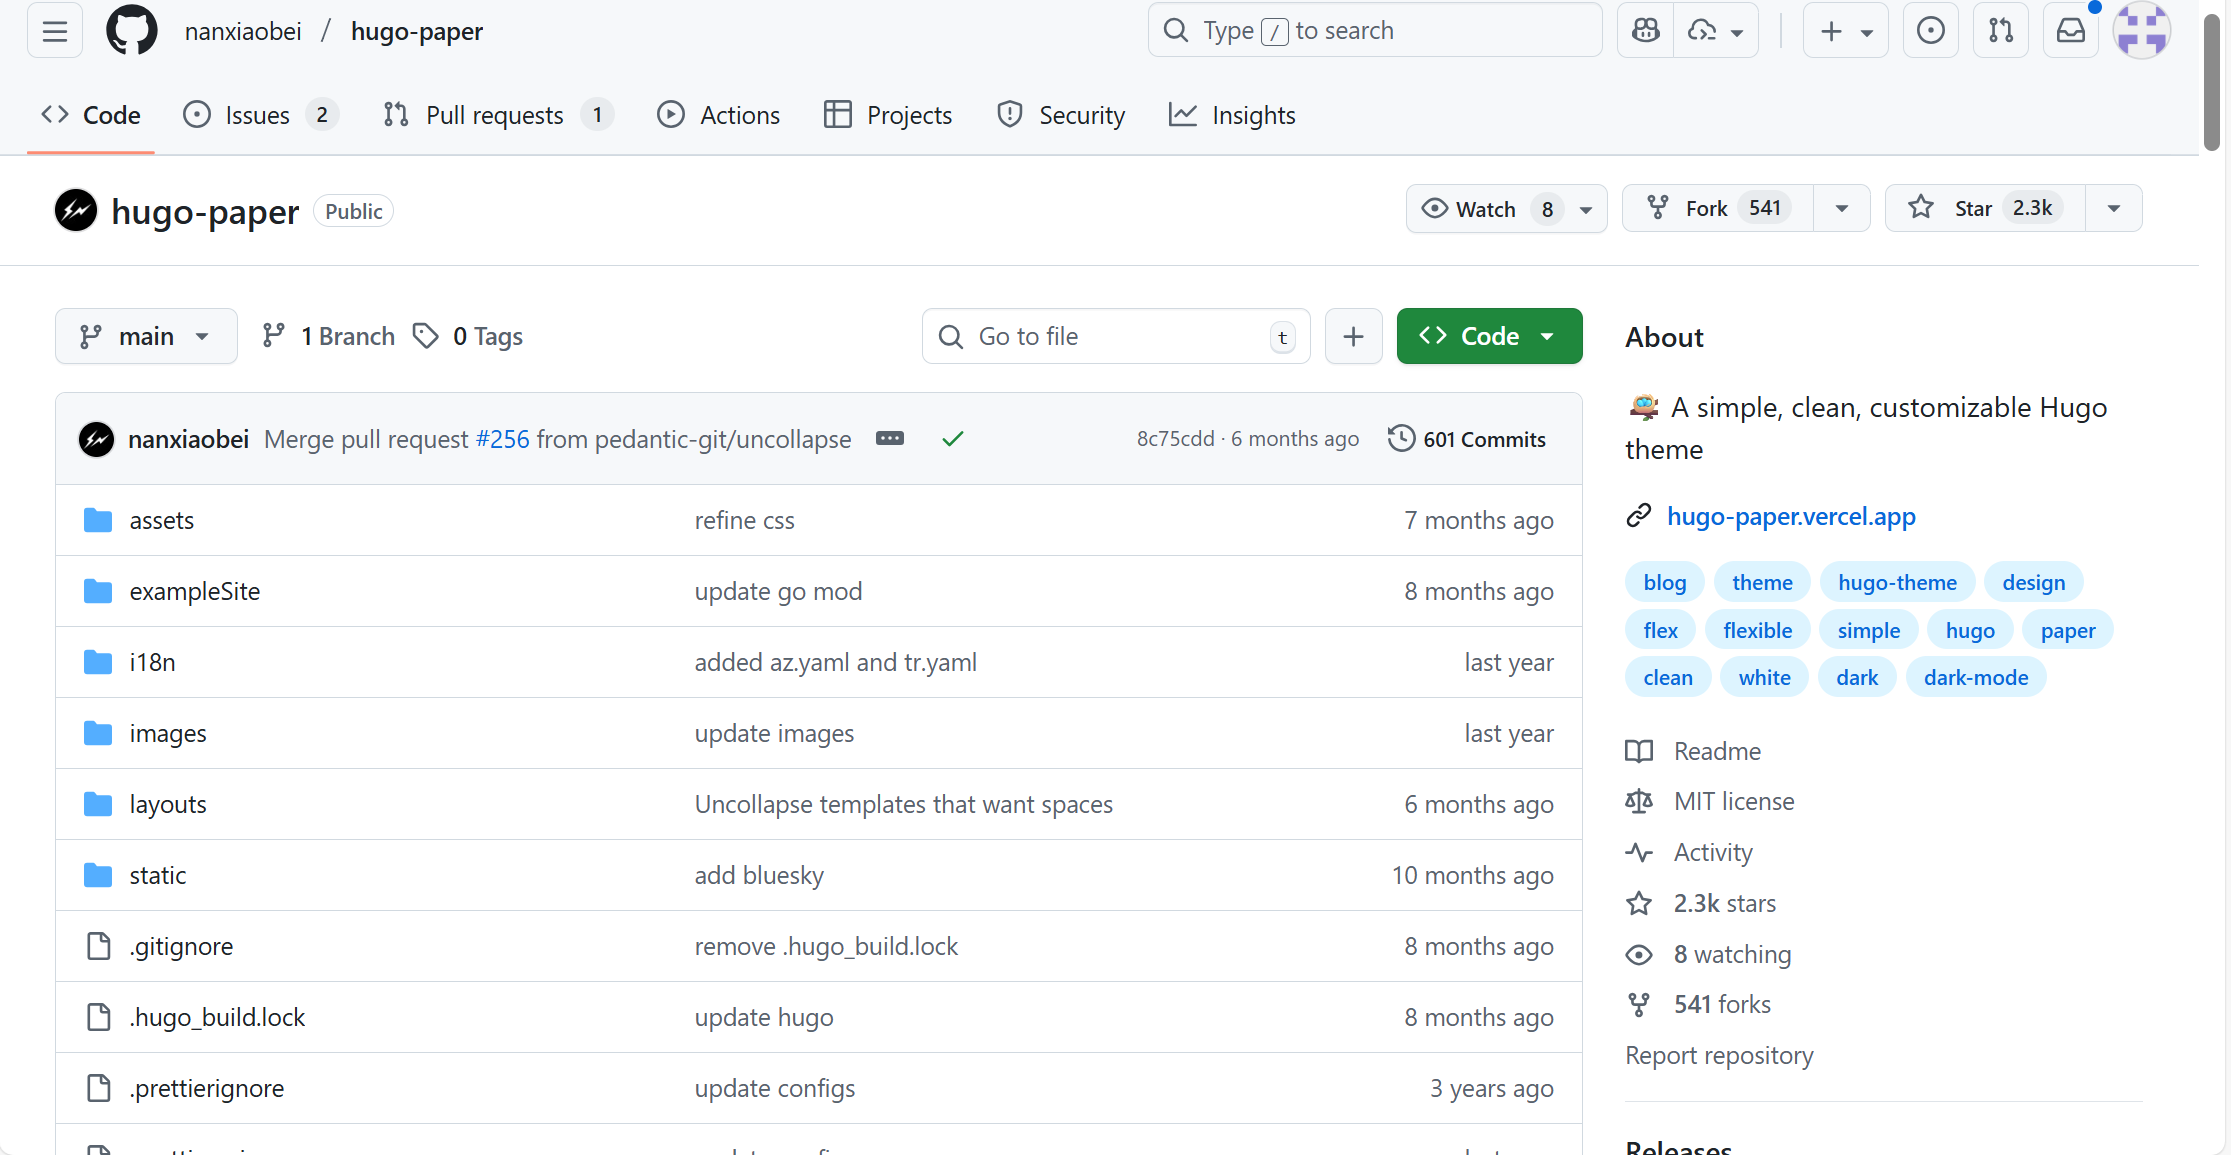 nanxiaobei / hugo-paper
Type / to search
Code
Issues 2
Pull requests 1
Actions
Projects
Security
Insights
hugo-paper Public
Watch 8
Fork 541
Star 2.3k
main
1 Branch
0 Tags
Go to file t
Code
nanxiaobei Merge pull request #256 from pedantic-git/uncollapse
8c75cdd · 6 months ago
601 Commits
assets refine css 7 months ago
exampleSite update go mod 8 months ago
i18n added az.yaml and tr.yaml last year
images update images last year
layouts Uncollapse templates that want spaces 6 months ago
static add bluesky 10 months ago
.gitignore remove .hugo_build.lock 8 months ago
.hugo_build.lock update hugo 8 months ago
.prettierignore update configs 3 years ago
About
A simple, clean, customizable Hugo
theme
hugo-paper.vercel.app
blog theme hugo-theme design
flex flexible simple hugo paper
clean white dark dark-mode
Readme
MIT license
Activity
2.3k stars
8 watching
541 forks
Report repository
Releases